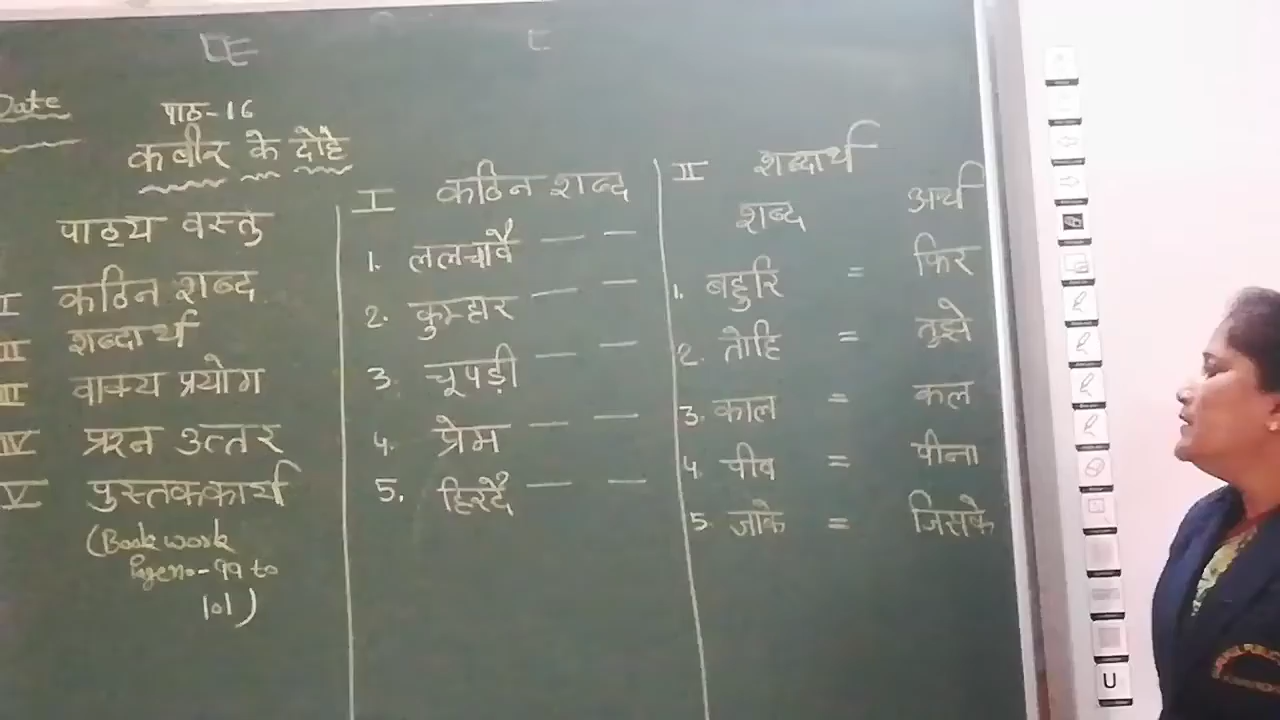 Date
पाठ-16
कबीर के दोहे
पाठ्य वस्तु
I कठिन शब्द
II शब्दार्थ
III वाक्य प्रयोग
IV प्रश्न उत्तर
V पुस्तककार्य
(Book work
Page no.-99 to
101)
I कठिन शब्द
1. ललचावै — —
2. कुम्हार — —
3. चूपड़ी — —
4. प्रेम — —
5. हिरदै — —
II शब्दार्थ
शब्द अर्थ
1. बहुरि = फिर
2. तोहि = तुझे
3. काल = कल
4. पीव = पीना
5. जाके = जिसके
U